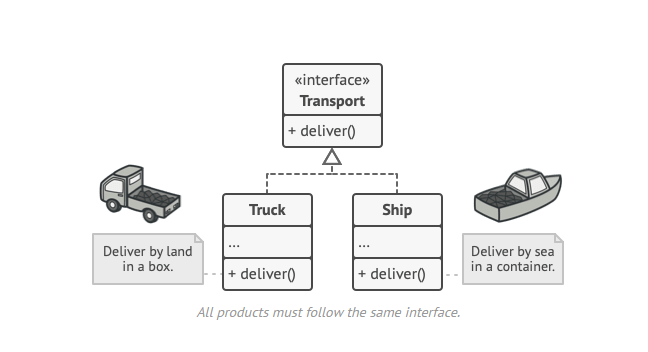 «interface»
Transport
+ deliver()
Truck
...
+ deliver()
Ship
...
+ deliver()
Deliver by land
in a box.
Deliver by sea
in a container.
All products must follow the same interface.